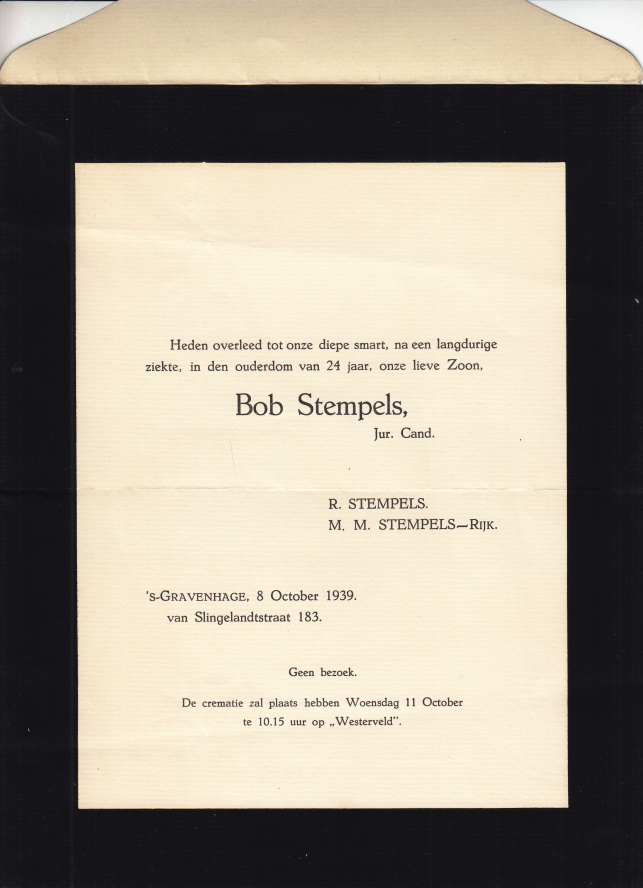 Heden overleed tot onze diepe smart, na een langdurige
ziekte, in den ouderdom van 24 jaar, onze lieve Zoon,
Bob Stempels,
Jur. Cand.
R. STEMPELS.
M. M. STEMPELS—RIJK.
's-GRAVENHAGE, 8 October 1939.
van Slingelandtstraat 183.
Geen bezoek.
De crematie zal plaats hebben Woensdag 11 October
te 10.15 uur op „Westerveld".